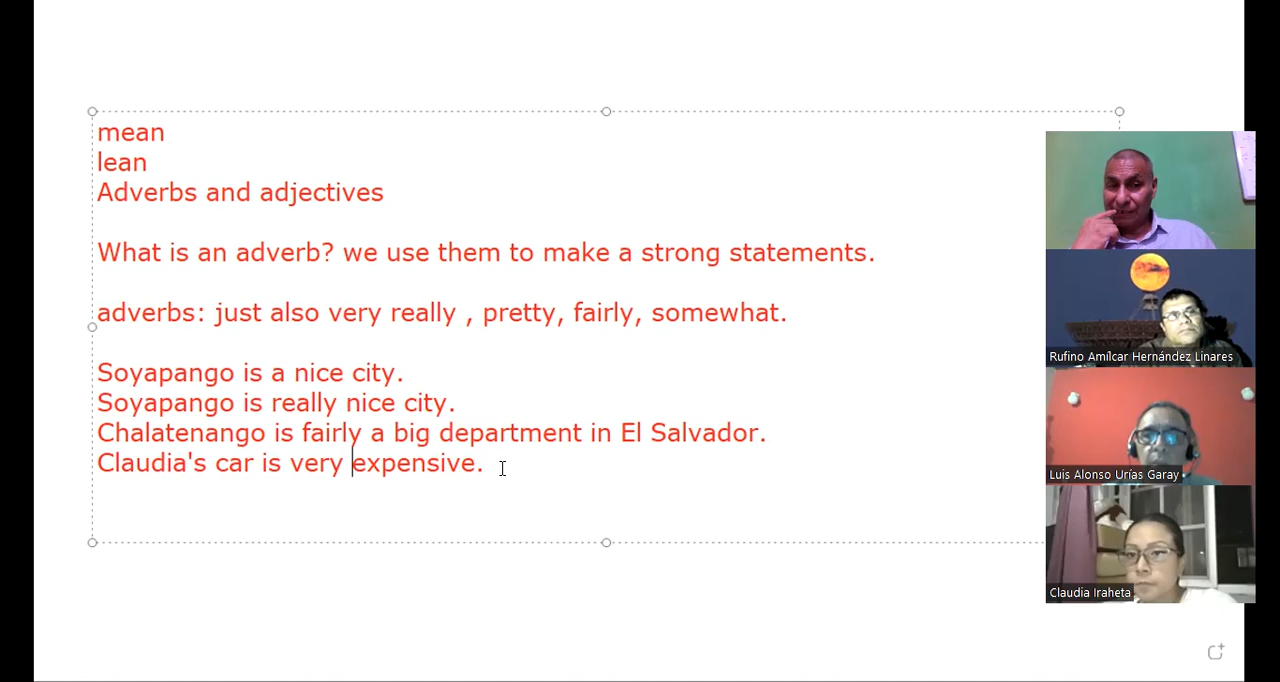 mean
lean
Adverbs and adjectives
What is an adverb? we use them to make a strong statements.
adverbs: just also very really , pretty, fairly, somewhat.
Soyapango is a nice city.
Soyapango is really nice city.
Chalatenango is fairly a big department in El Salvador.
Claudia's car is very expensive.
Rufino Amílcar Hernández Linares
Luis Alonso Urías Garay
Claudia Iraheta